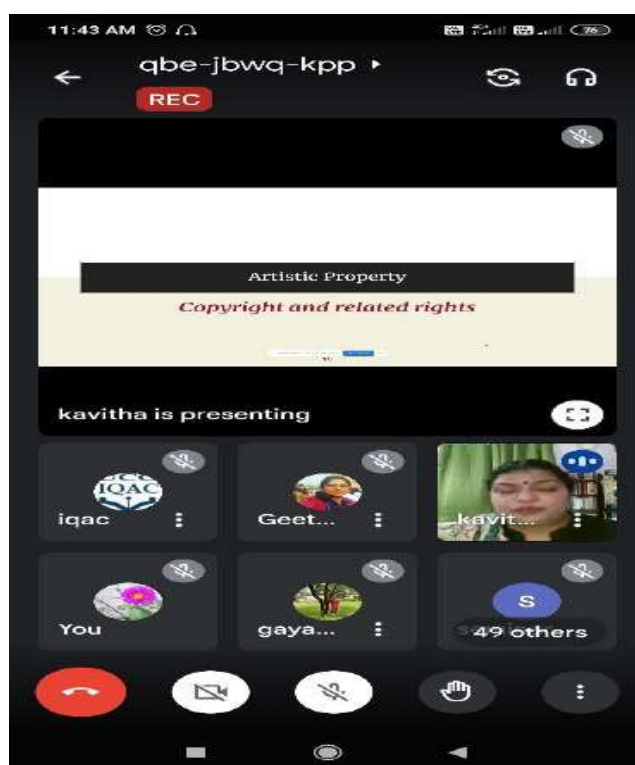 11:43 AM
76
qbe-jbwq-kpp
REC
Artistic Property
Copyright and related rights
kavitha is presenting
IQAC
iqac
Geet...
kavit...
You
gaya...
S
49 others